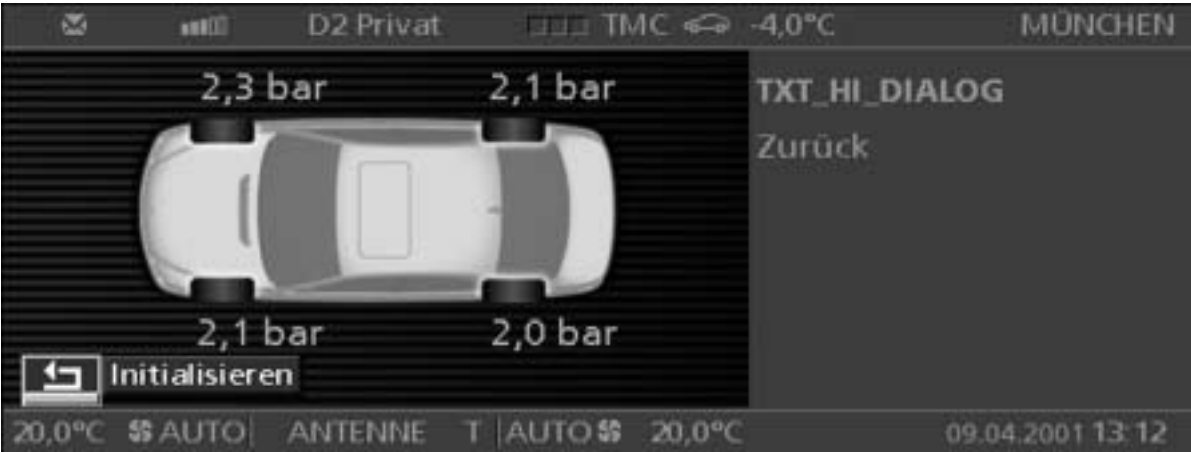 D2 Privat TMC -4,0°C MÜNCHEN
2,3 bar 2,1 bar
TXT_HI_DIALOG
Zurück
2,1 bar 2,0 bar
Initialisieren
20,0°C AUTO ANTENNE T AUTO 20,0°C 09.04.2001 13:12